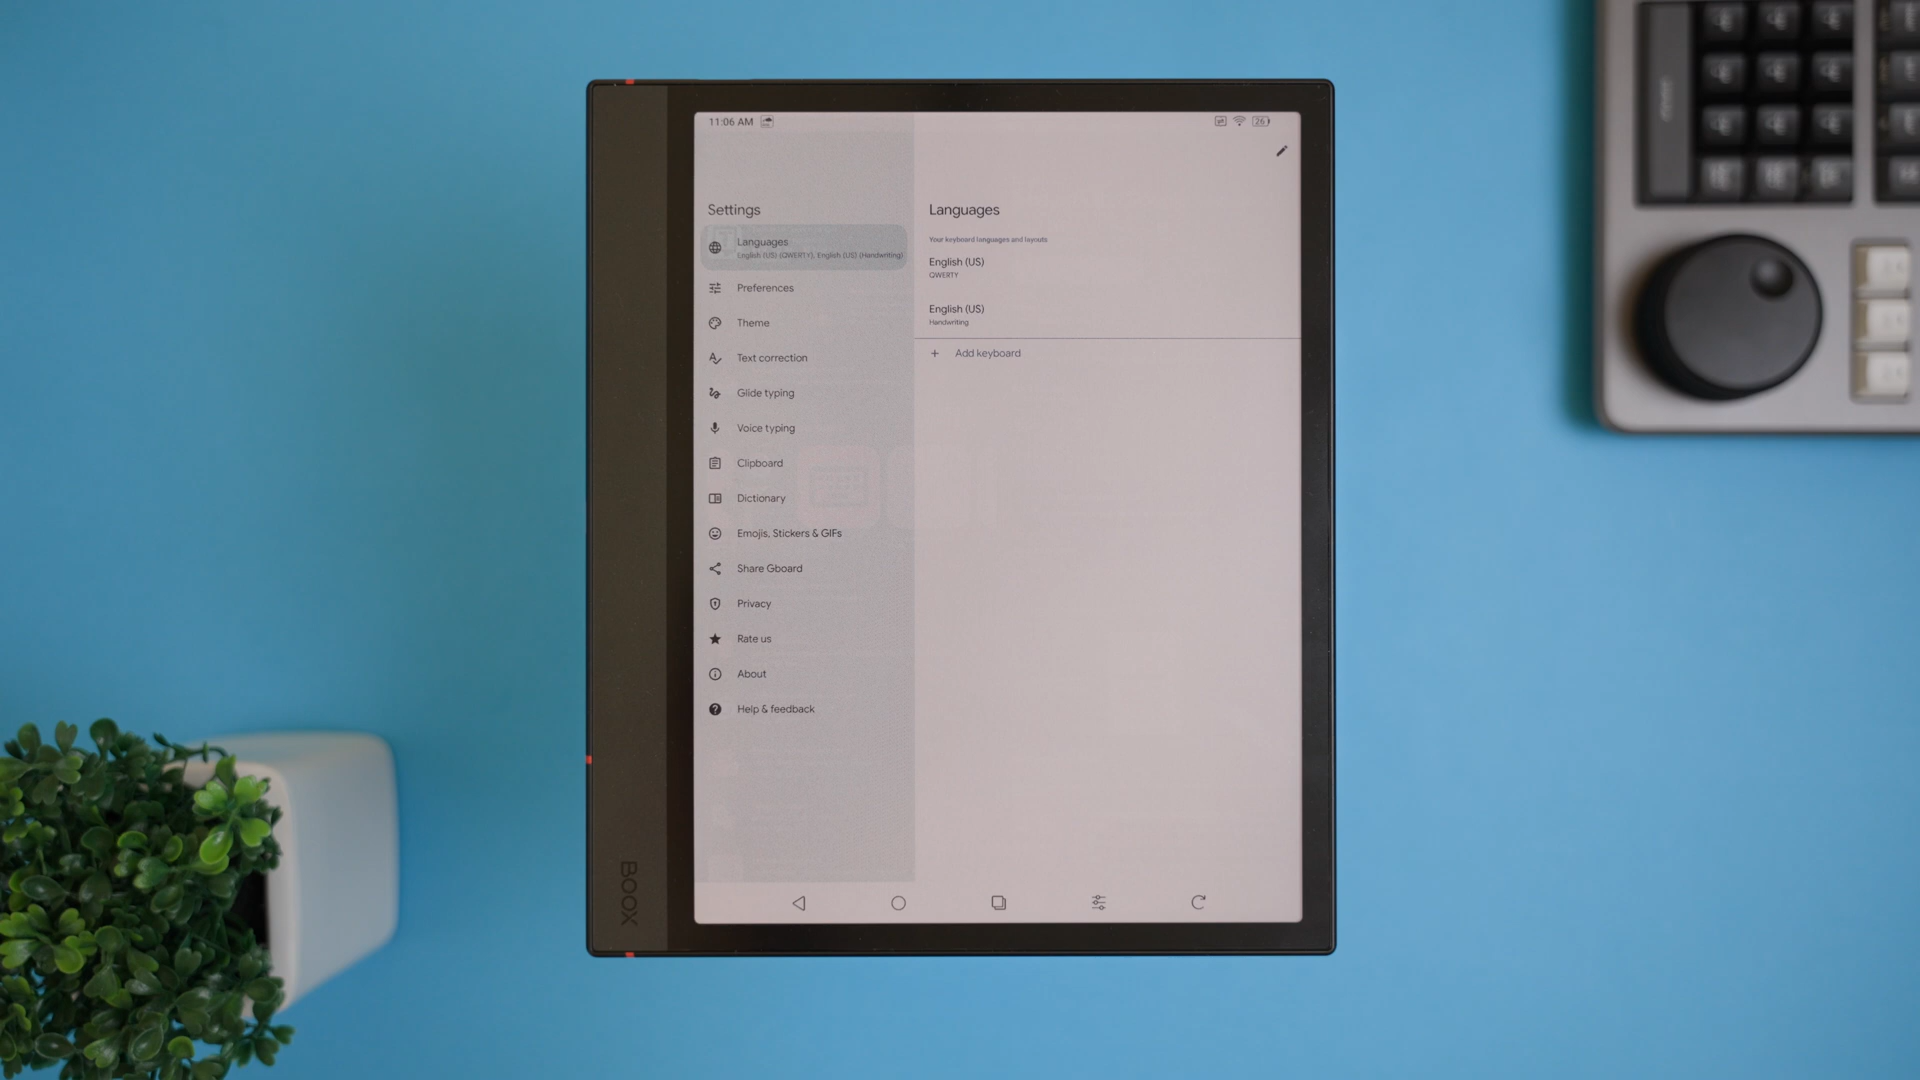 11:06 AM
26
Settings
Languages
English (US) (QWERTY), English (US) (Handwriting)
Preferences
Theme
Text correction
Glide typing
Voice typing
Clipboard
Dictionary
Emojis, Stickers & GIFs
Share Gboard
Privacy
Rate us
About
Help & feedback
Languages
Your keyboard languages and layouts
English (US)
QWERTY
English (US)
Handwriting
+ Add keyboard
BOOX